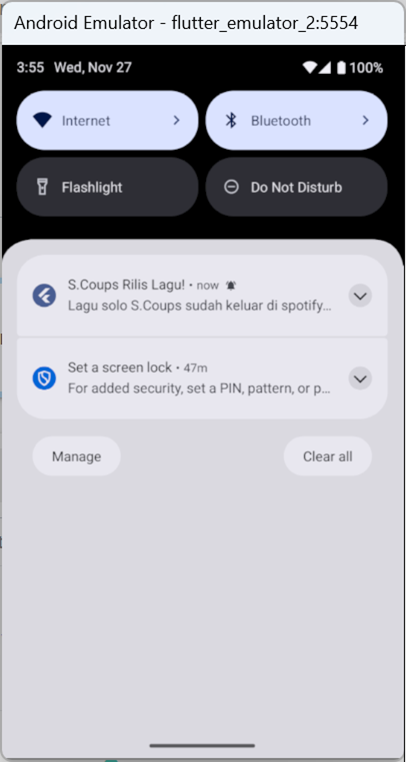 Android Emulator - flutter_emulator_2:5554
3:55 Wed, Nov 27 100%
Internet
Bluetooth
Flashlight
Do Not Disturb
S.Coups Rilis Lagu! • now
Lagu solo S.Coups sudah keluar di spotify...
Set a screen lock • 47m
For added security, set a PIN, pattern, or p...
Manage
Clear all